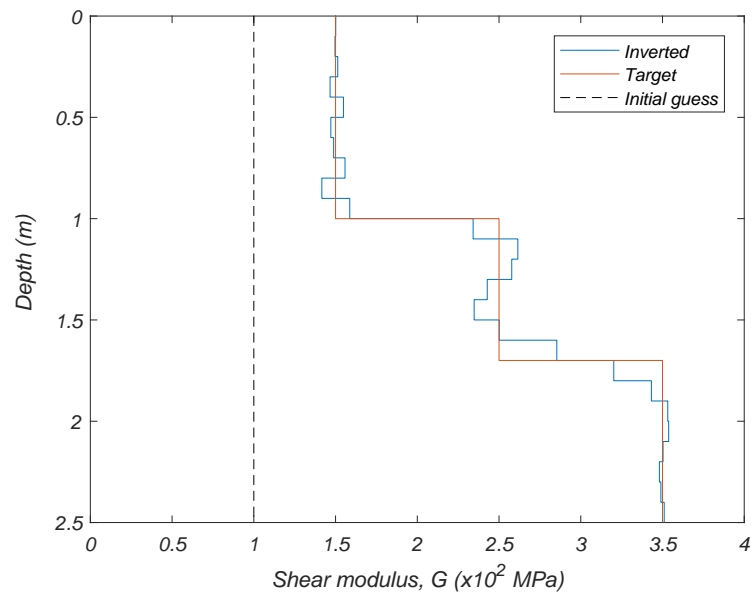 0
0.5
1
1.5
2
2.5
Depth (m)
Inverted
Target
Initial guess
0 0.5 1 1.5 2 2.5 3 3.5 4
Shear modulus, G (x10² MPa)